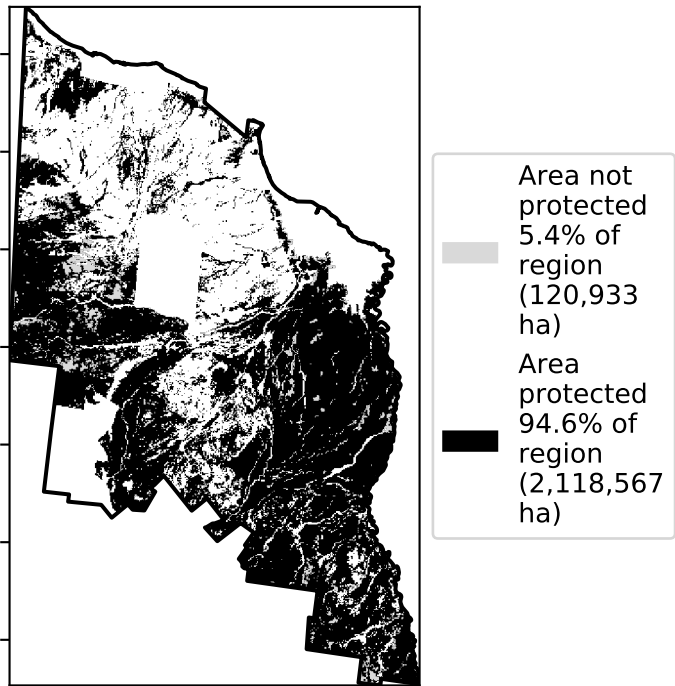 Area not
protected
5.4% of
region
(120,933
ha)
Area
protected
94.6% of
region
(2,118,567
ha)